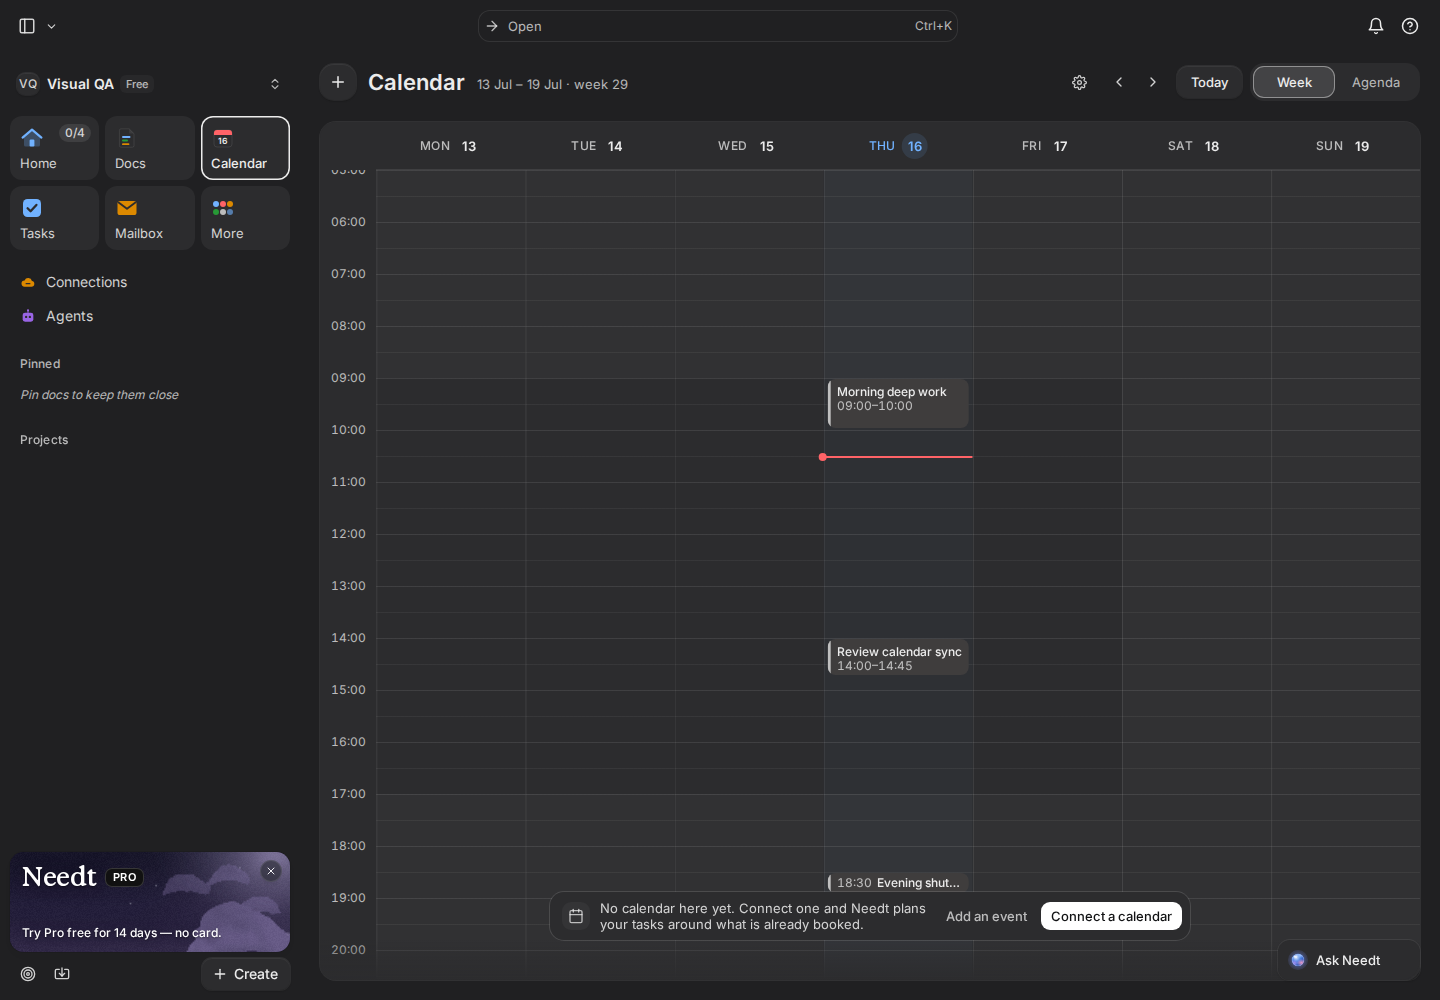 Open
Ctrl+K
VQ Visual QA Free
0/4
Home
Docs
16
Calendar
Tasks
Mailbox
More
Connections
Agents
Pinned
Pin docs to keep them close
Projects
Needt PRO
Try Pro free for 14 days — no card.
Create
Calendar 13 Jul – 19 Jul · week 29
Today
Week
Agenda
MON 13
TUE 14
WED 15
THU 16
FRI 17
SAT 18
SUN 19
05:00
06:00
07:00
08:00
09:00
Morning deep work
09:00–10:00
10:00
11:00
12:00
13:00
14:00
Review calendar sync
14:00–14:45
15:00
16:00
17:00
18:00
18:30 Evening shut...
19:00
No calendar here yet. Connect one and Needt plans
your tasks around what is already booked.
Add an event
Connect a calendar
20:00
Ask Needt